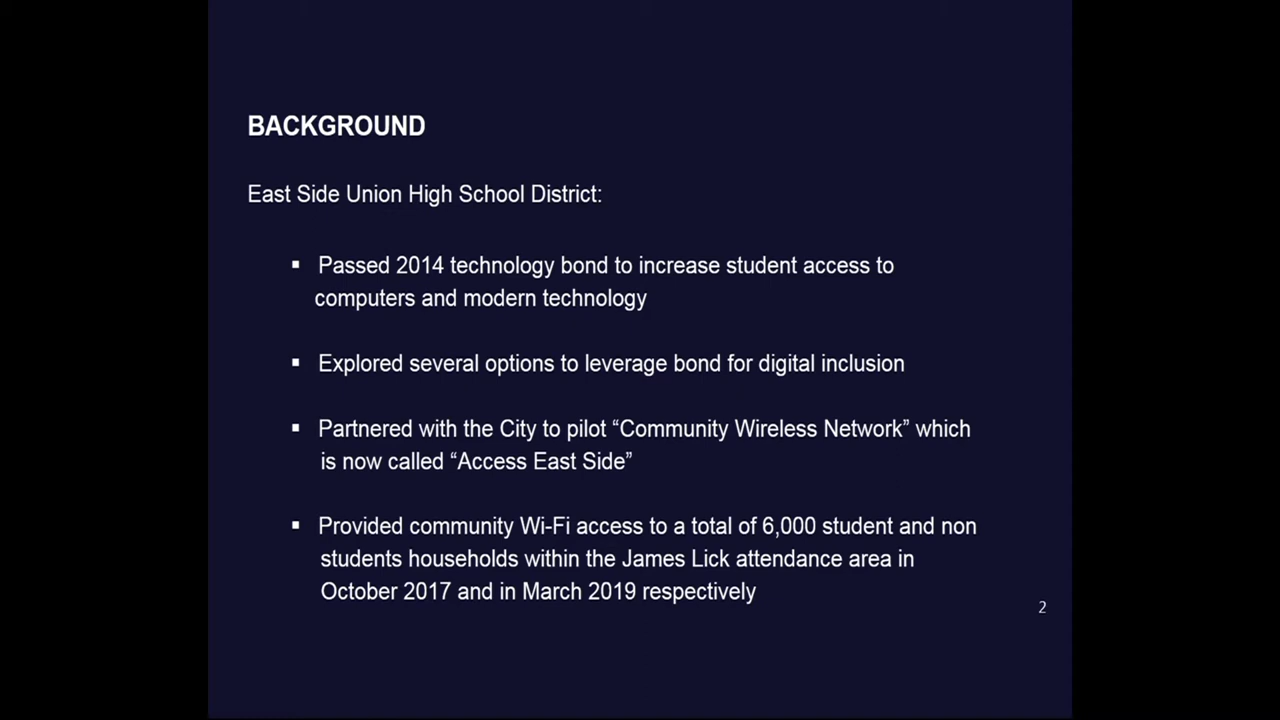 BACKGROUND
East Side Union High School District:
▪ Passed 2014 technology bond to increase student access to
computers and modern technology
▪ Explored several options to leverage bond for digital inclusion
▪ Partnered with the City to pilot “Community Wireless Network” which
is now called “Access East Side”
▪ Provided community Wi-Fi access to a total of 6,000 student and non
students households within the James Lick attendance area in
October 2017 and in March 2019 respectively
2